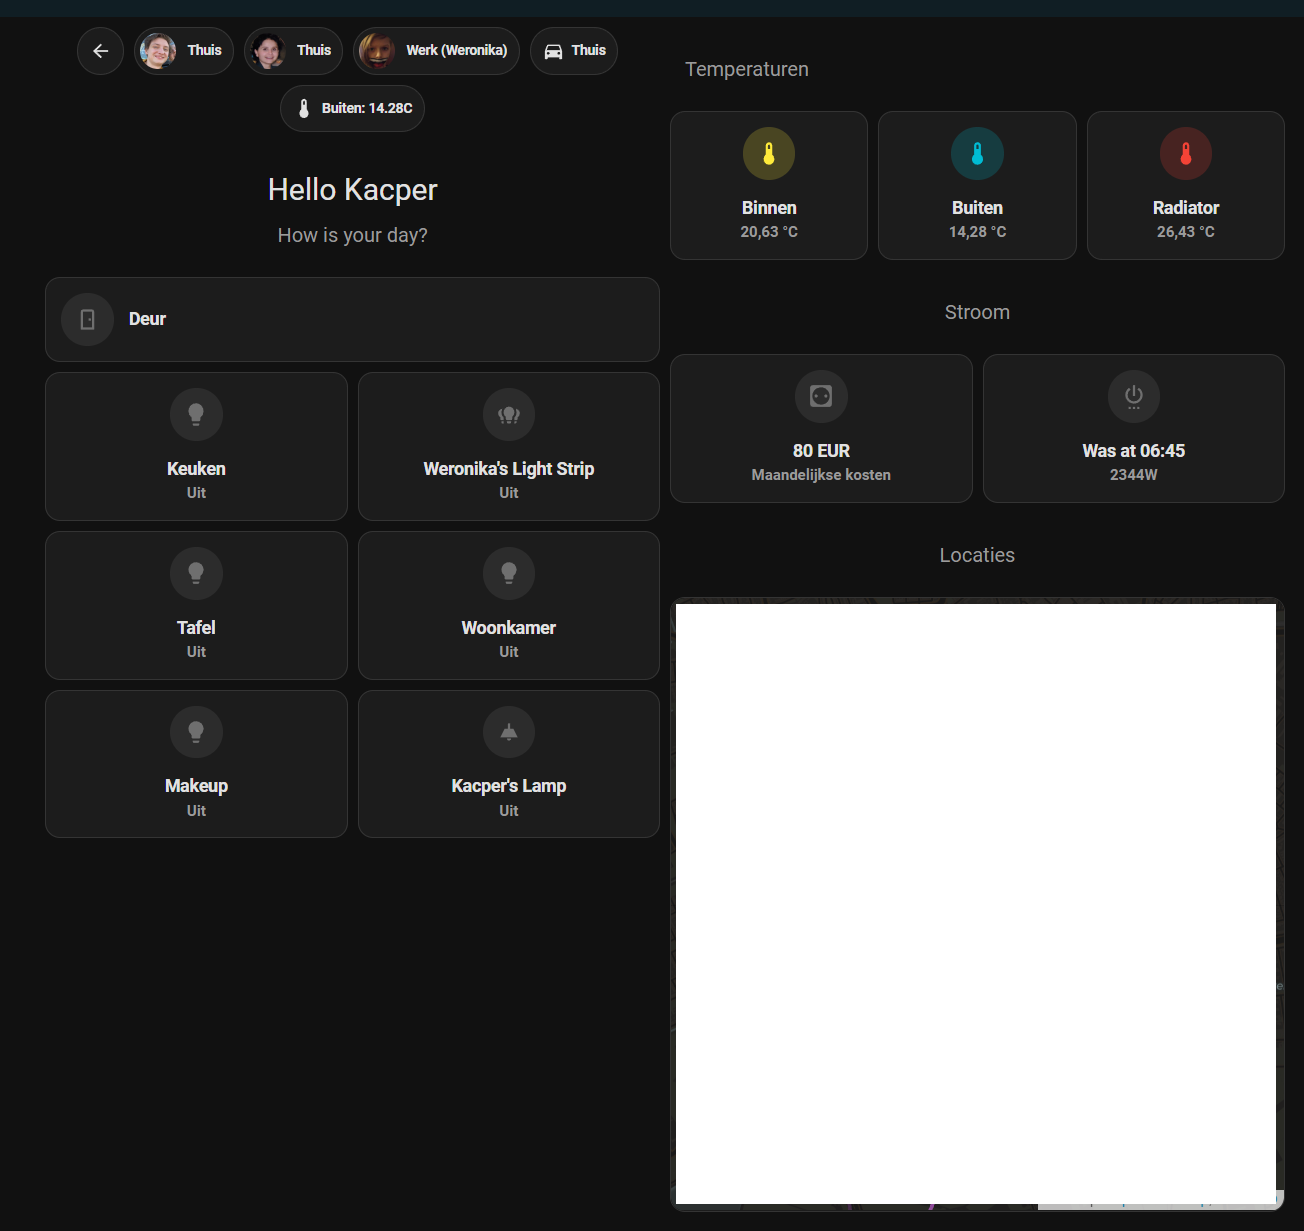 Thuis
Thuis
Werk (Weronika)
Thuis
Buiten: 14.28C
Hello Kacper
How is your day?
Deur
Keuken
Uit
Weronika's Light Strip
Uit
Tafel
Uit
Woonkamer
Uit
Makeup
Uit
Kacper's Lamp
Uit
Temperaturen
Binnen
20,63 °C
Buiten
14,28 °C
Radiator
26,43 °C
Stroom
80 EUR
Maandelijkse kosten
Was at 06:45
2344W
Locaties